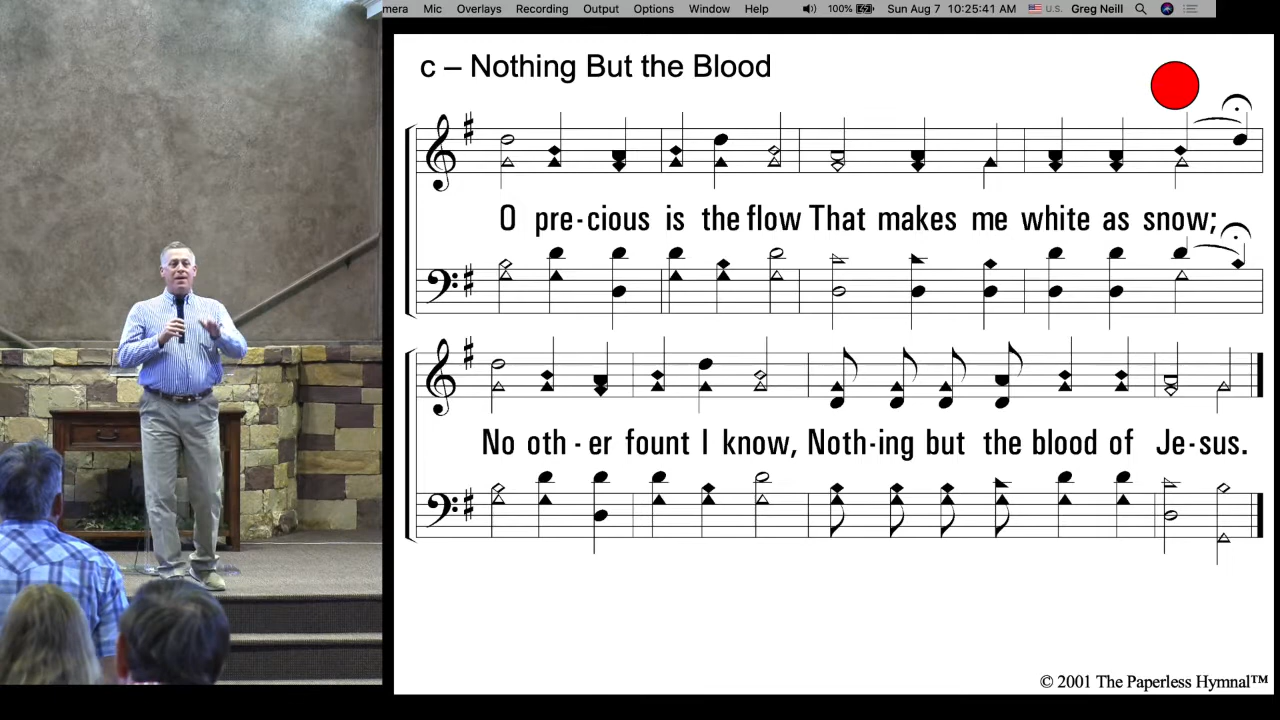 mera Mic Overlays Recording Output Options Window Help 100% Sun Aug 7 10:25:41 AM U.S. Greg Neill
c – Nothing But the Blood
O pre-cious is the flow That makes me white as snow;
No oth - er fount I know, Noth-ing but the blood of Je-sus.
© 2001 The Paperless Hymnal™